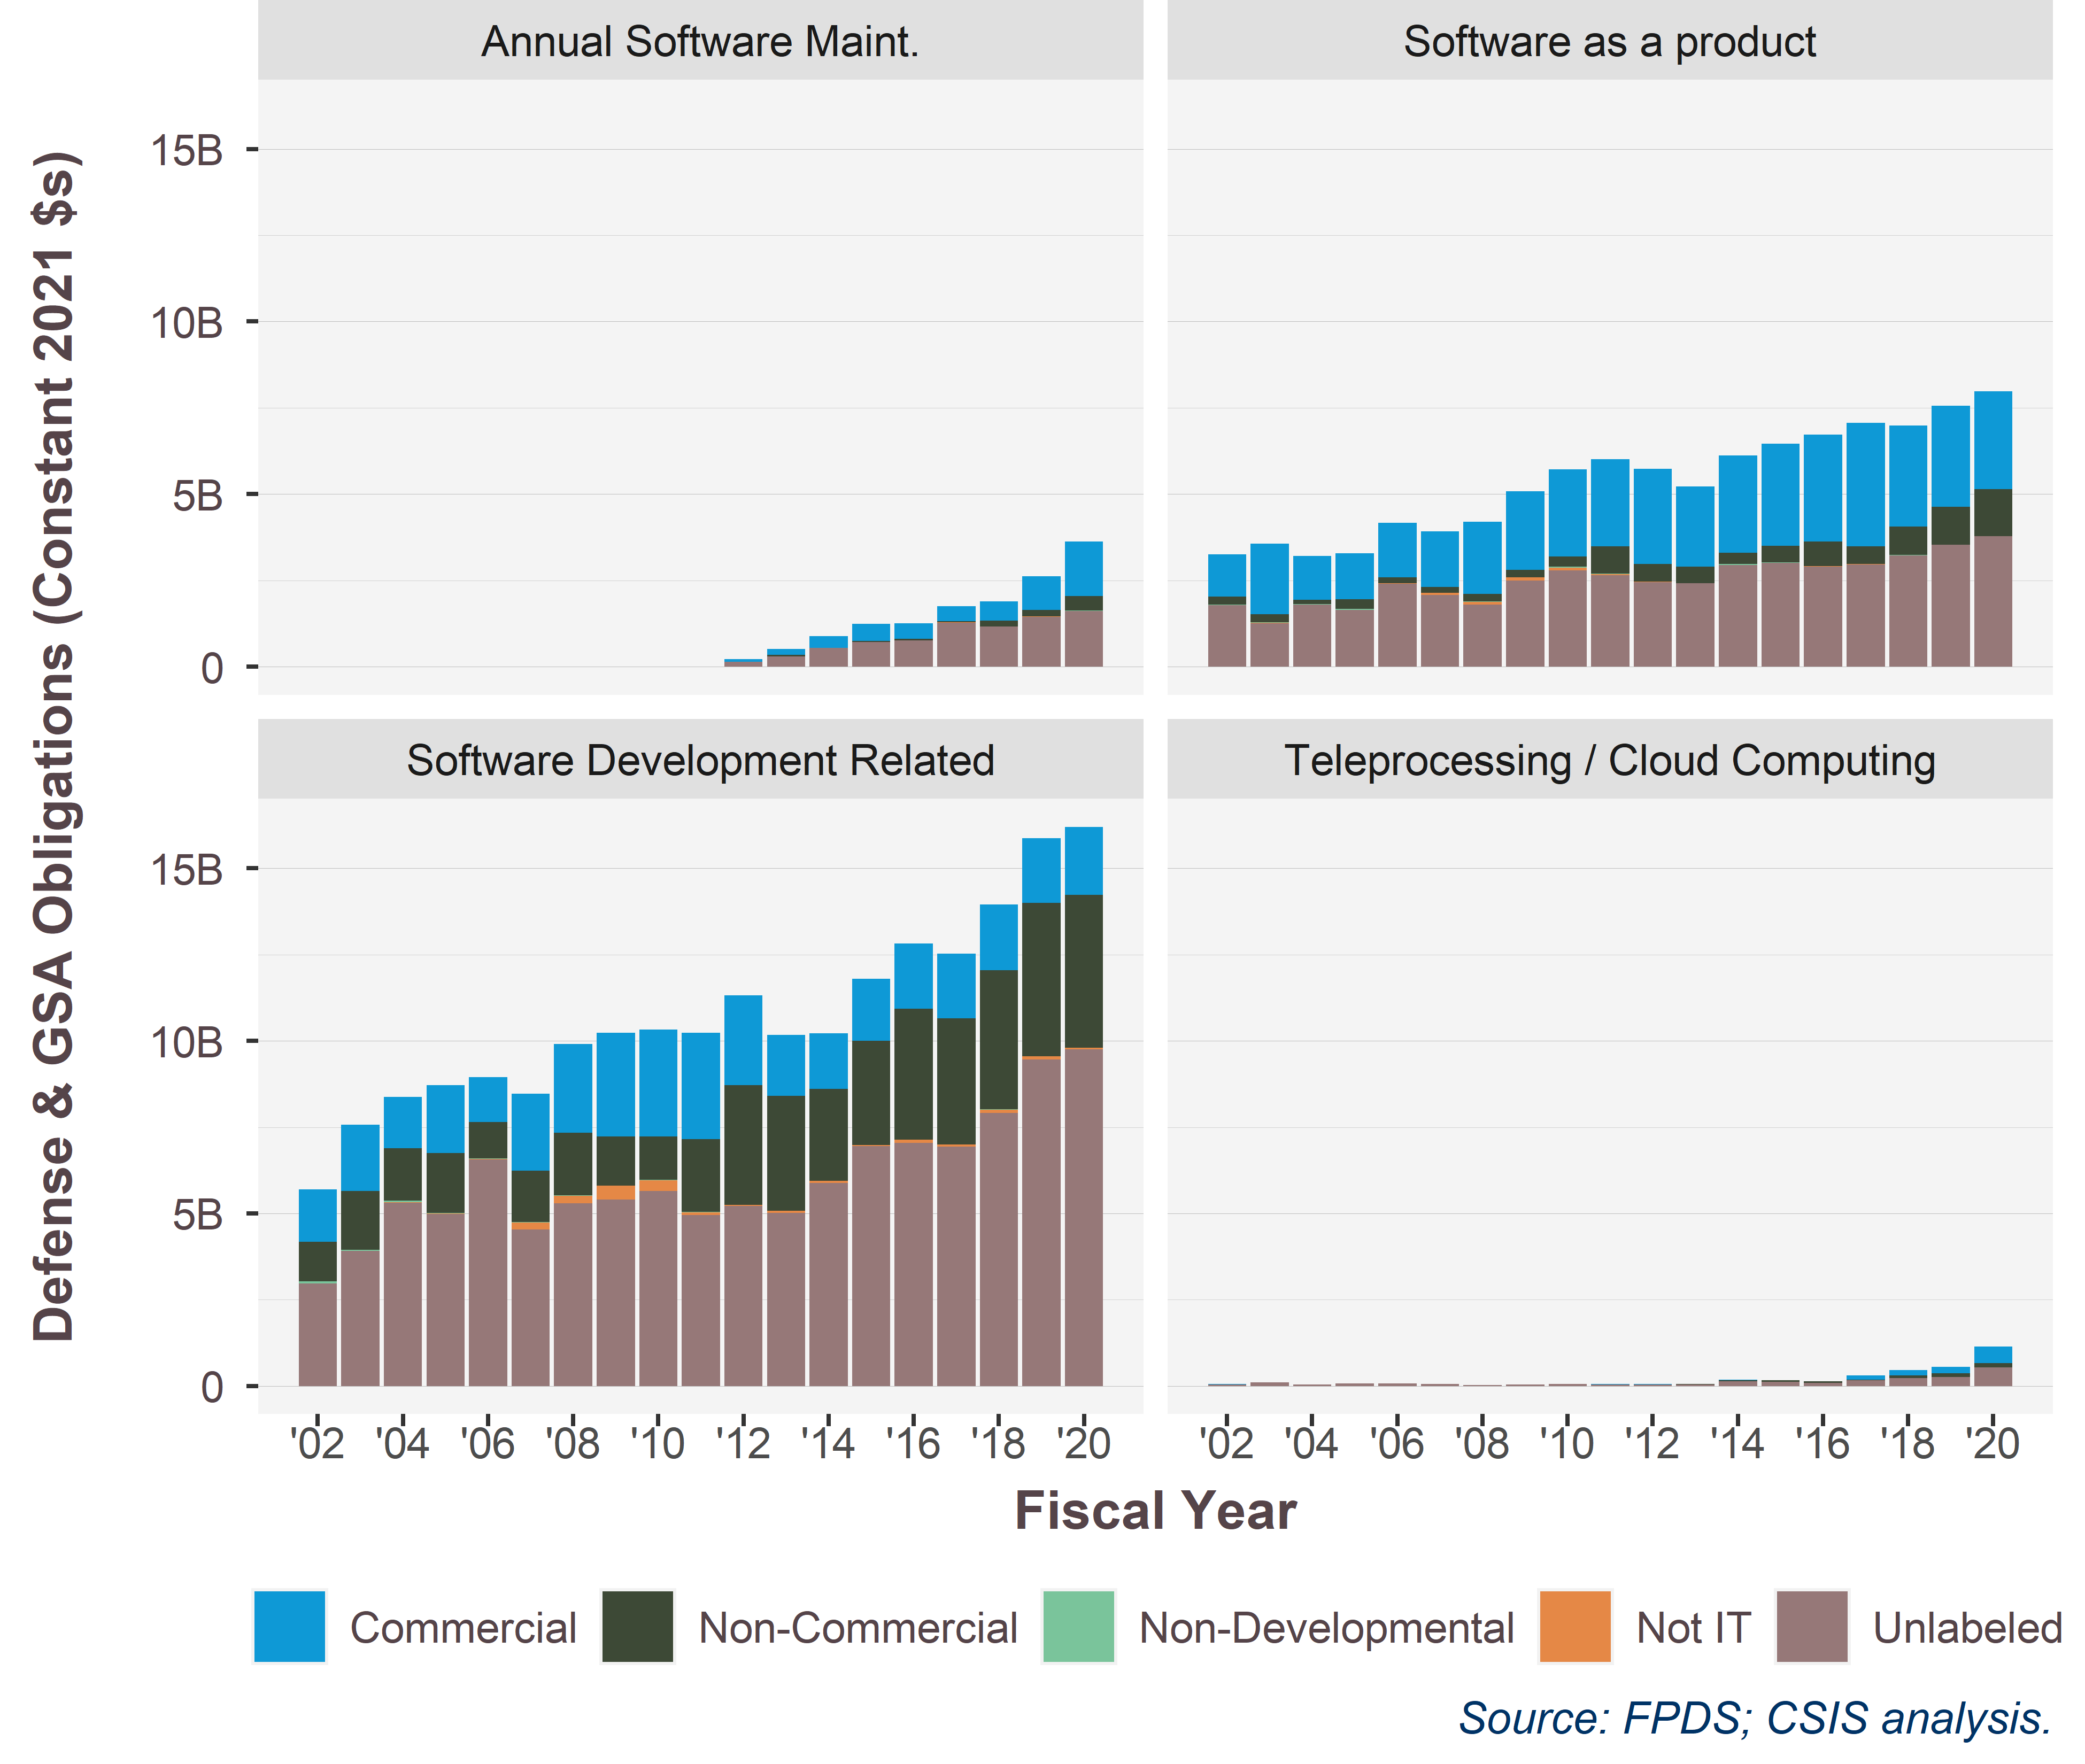 Annual Software Maint.
Software as a product
15B
10B
5B
0
Software Development Related
Teleprocessing / Cloud Computing
15B
10B
5B
0
Defense & GSA Obligations (Constant 2021 $s)
'02 '04 '06 '08 '10 '12 '14 '16 '18 '20
'02 '04 '06 '08 '10 '12 '14 '16 '18 '20
Fiscal Year
Commercial Non-Commercial Non-Developmental Not IT Unlabeled
Source: FPDS; CSIS analysis.